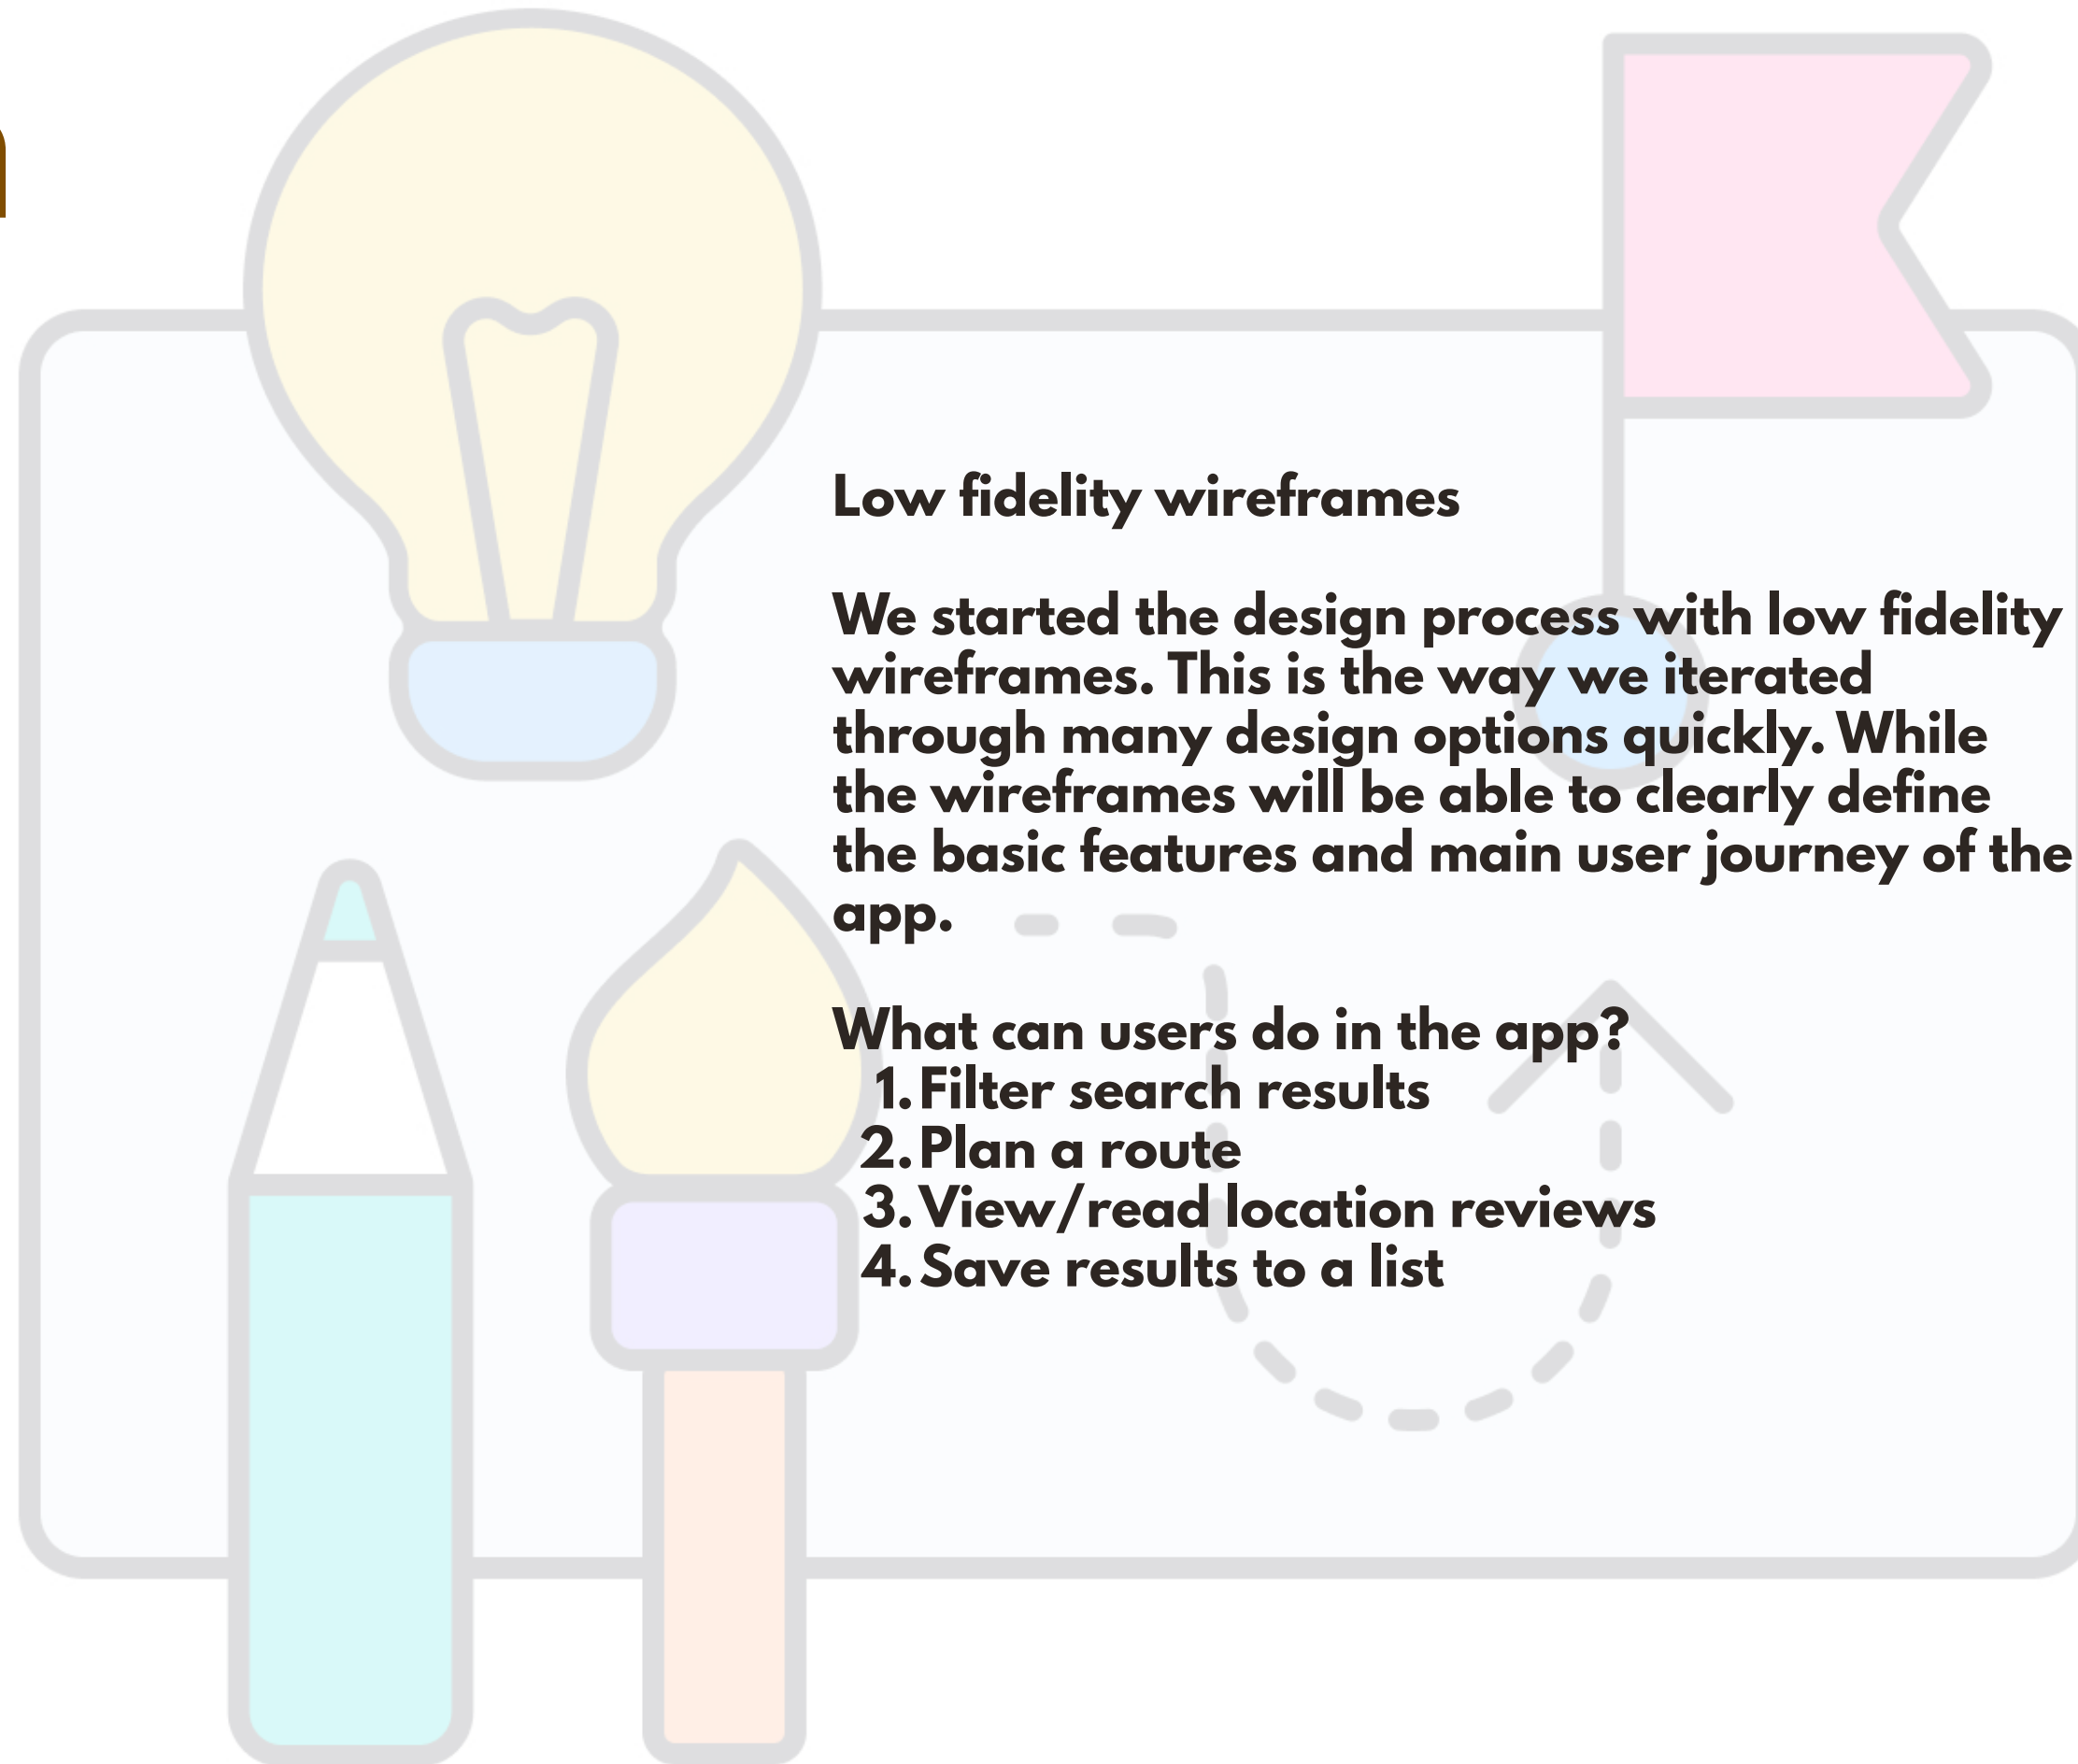 Low fidelity wireframes
We started the design process with low fidelity
wireframes. This is the way we iterated
through many design options quickly. While
the wireframes will be able to clearly define
the basic features and main user journey of the
app.
What can users do in the app?
1. Filter search results
2. Plan a route
3. View/read location reviews
4. Save results to a list